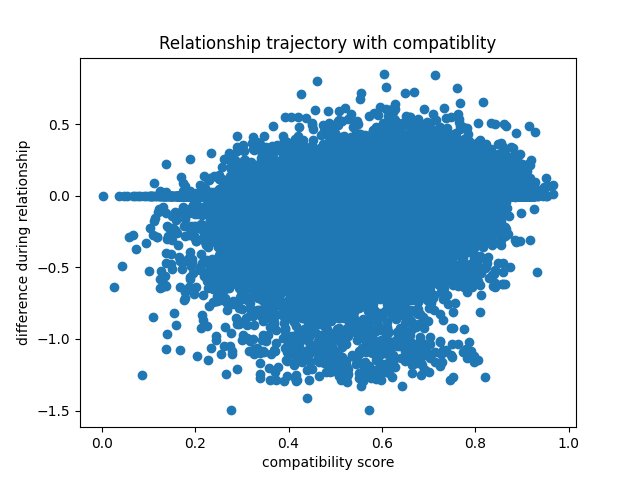 Relationship trajectory with compatiblity
difference during relationship
0.5
0.0
−0.5
−1.0
−1.5
0.0 0.2 0.4 0.6 0.8 1.0
compatibility score